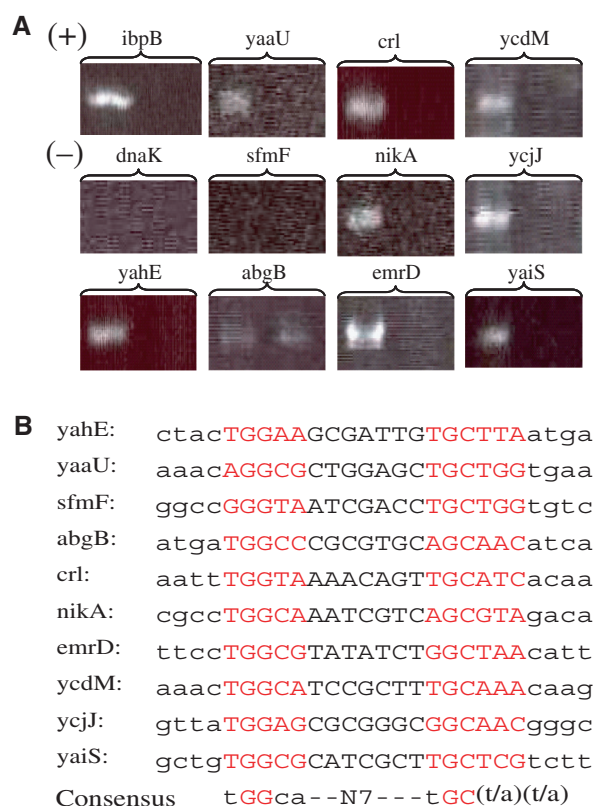 A (+) ibpB yaaU crl ycdM
(−) dnaK sfmF nikA ycjJ
yahE abgB emrD yaiS
B yahE: ctacTGGAAGCGATTGTGCTTAatga
yaaU: aaacAGGCGCTGGAGCTGCTGGtgaa
sfmF: ggccGGGTAATCGACCTGCTGGtgtc
abgB: atgaTGGCCCGCGTGCAGCAACatca
crl: aattTGGTAAAACAGTTGCATCacaa
nikA: cgccTGGCAAATCGTCAGCGTAgaca
emrD: ttccTGGCGTATATCTGGCTAAcatt
ycdM: aaacTGGCATCCGCTTTGCAAAcaag
ycjJ: gttaTGGAGCGCGGGCGGCAACgggc
yaiS: gctgTGGCGCATCGCTTGCTCGtctt
Consensus tGGca--N7---tGC(t/a)(t/a)